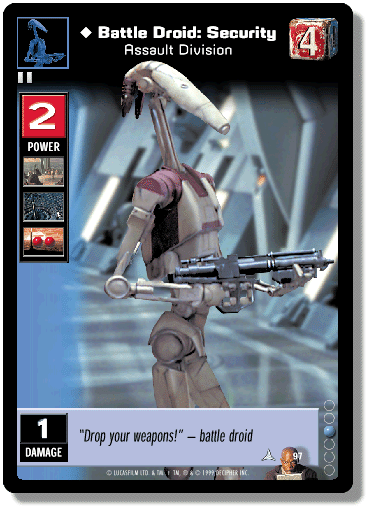 ◆ Battle Droid: Security
4
Assault Division
2
POWER
1
DAMAGE
"Drop your weapons!" – battle droid
97
© LUCASFILM LTD. & TM, ® & © 1999 DECIPHER INC.